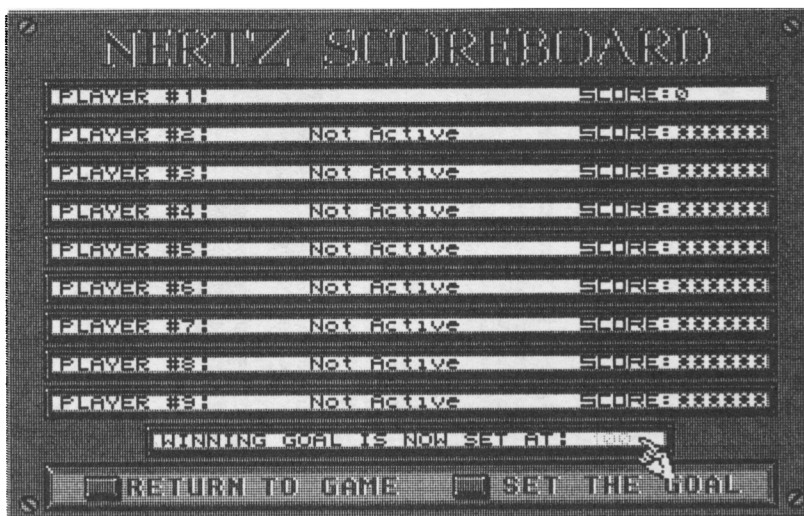 NERTZ SCOREBOARD
PLAYER #1: SCORE:0
PLAYER #2: Not Active SCORE:XXXXXX
PLAYER #3: Not Active SCORE:XXXXXX
PLAYER #4: Not Active SCORE:XXXXXX
PLAYER #5: Not Active SCORE:XXXXXX
PLAYER #6: Not Active SCORE:XXXXXX
PLAYER #7: Not Active SCORE:XXXXXX
PLAYER #8: Not Active SCORE:XXXXXX
PLAYER #9: Not Active SCORE:XXXXXX
WINNING GOAL IS NOW SET AT: 100
RETURN TO GAME SET THE GOAL